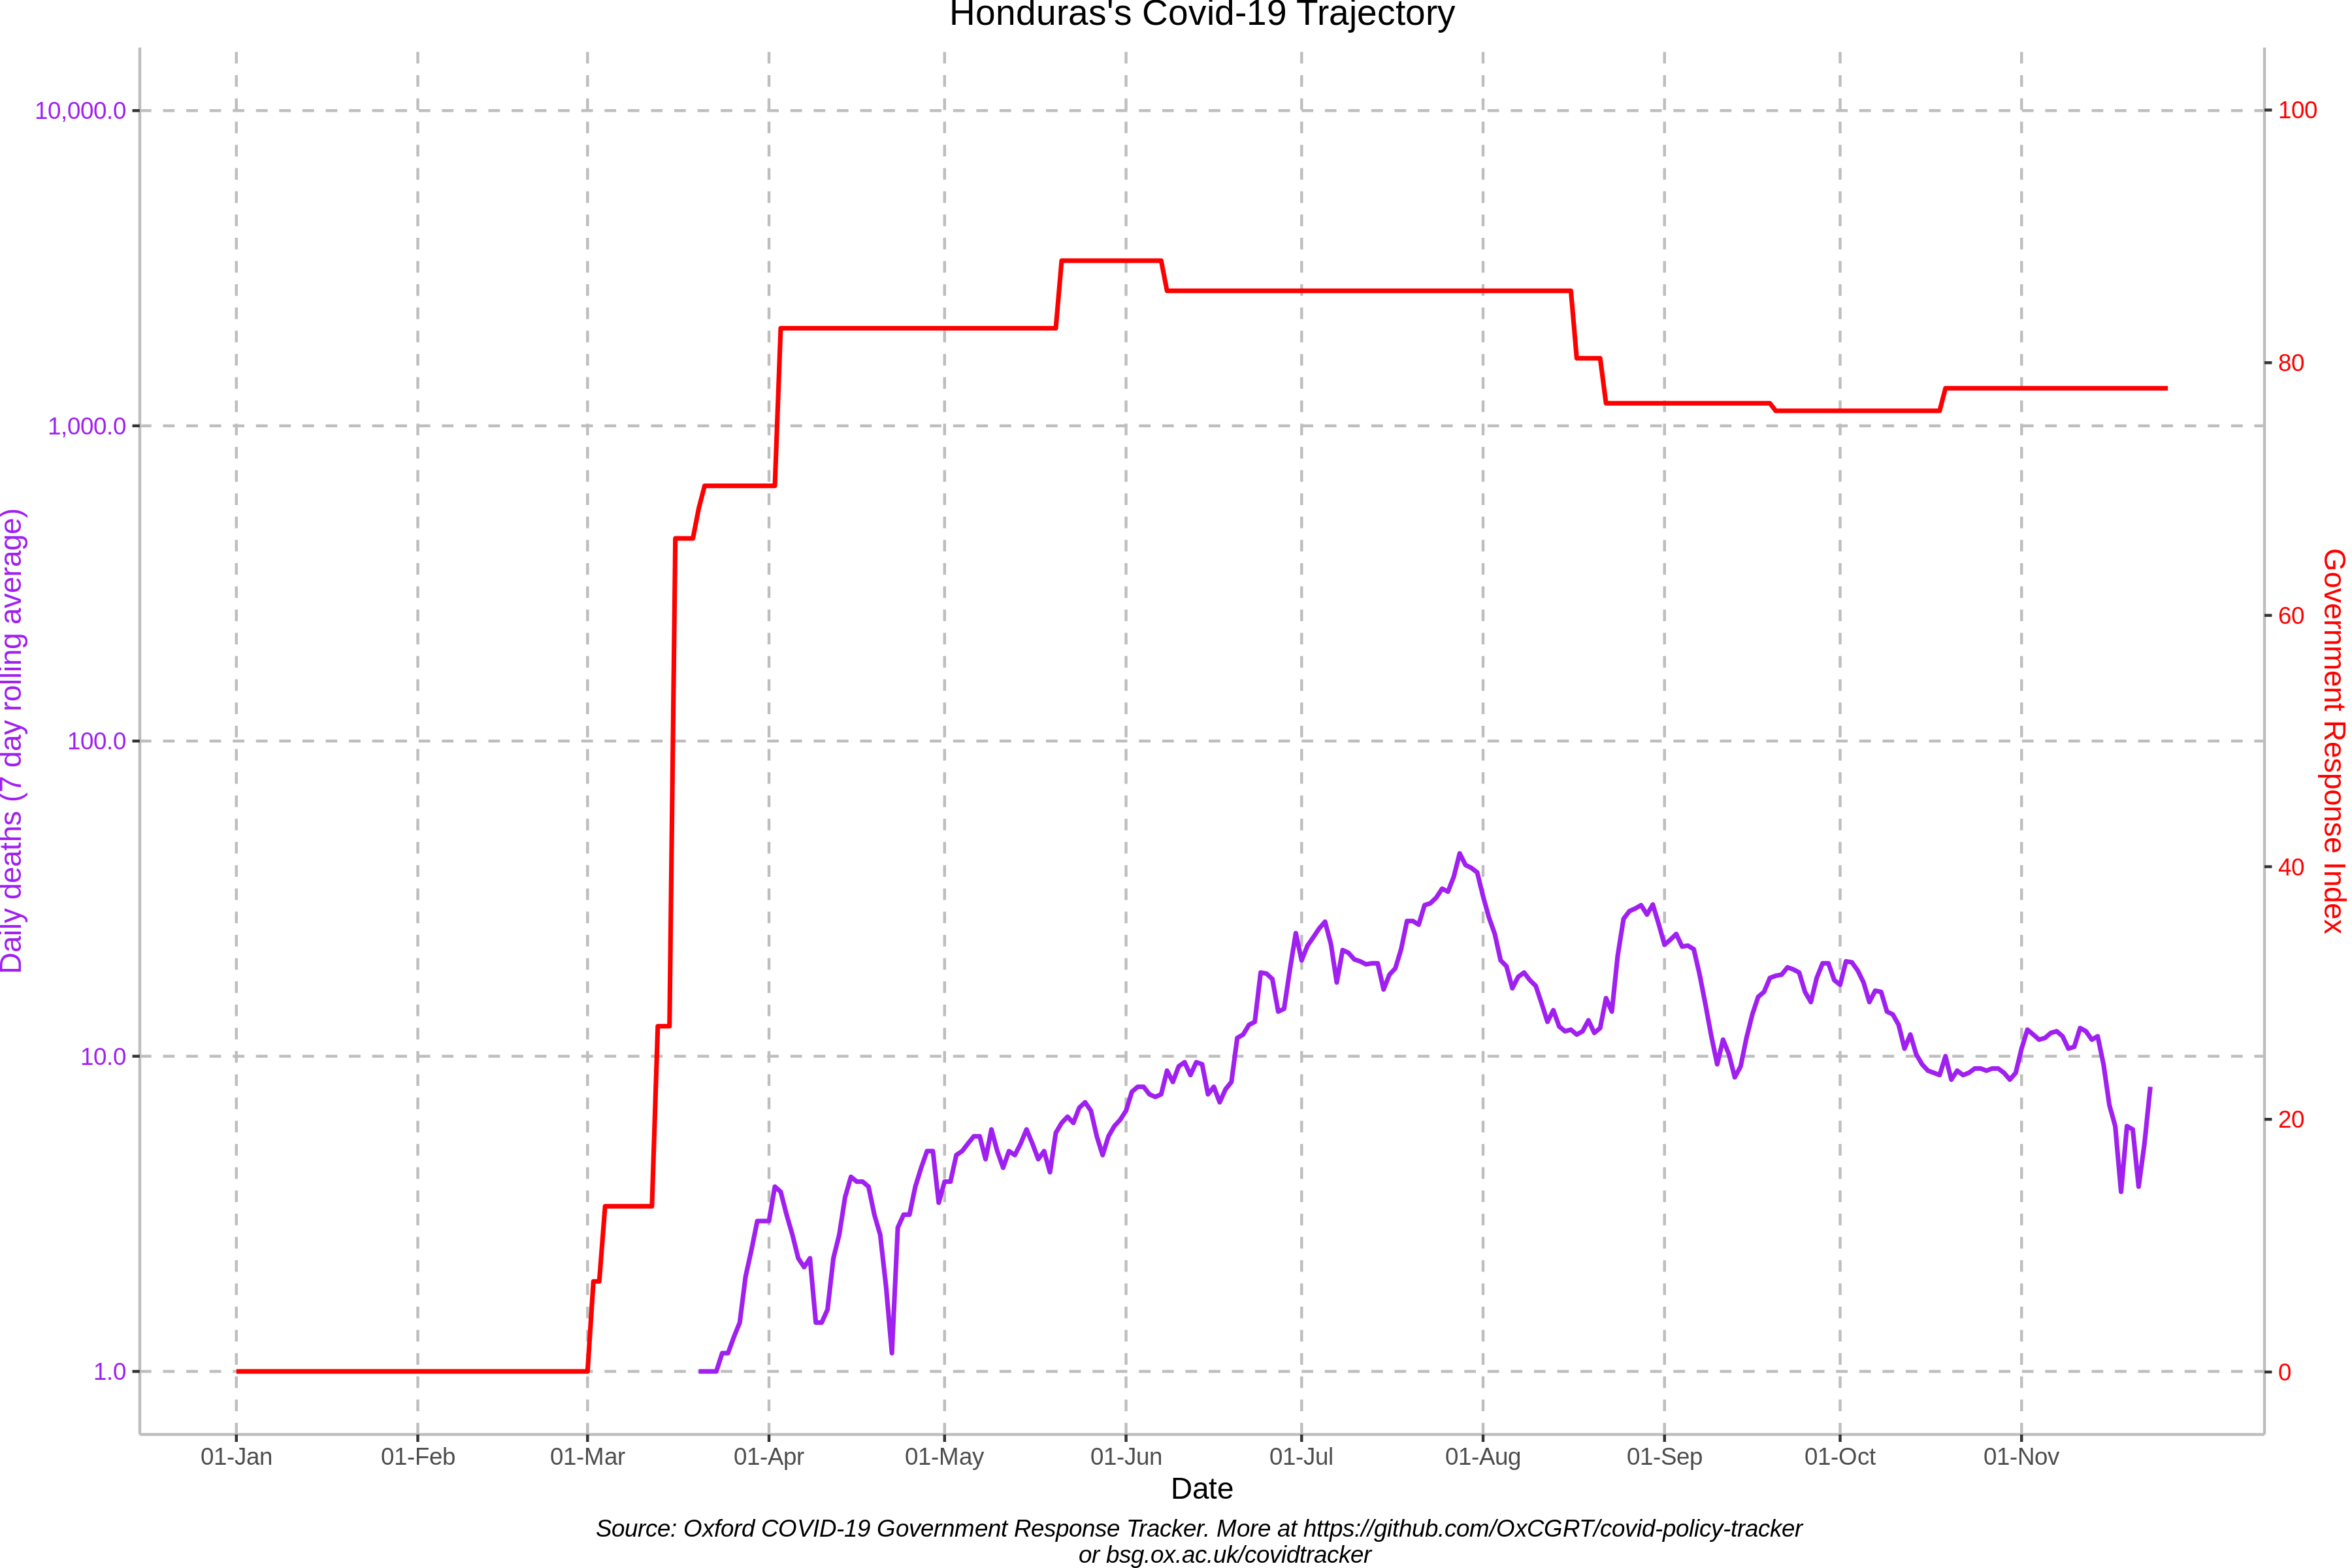 Honduras's Covid-19 Trajectory
10,000.0
1,000.0
100.0
10.0
1.0
Daily deaths (7 day rolling average)
100
80
60
40
20
0
Government Response Index
01-Jan 01-Feb 01-Mar 01-Apr 01-May 01-Jun 01-Jul 01-Aug 01-Sep 01-Oct 01-Nov
Date
Source: Oxford COVID-19 Government Response Tracker. More at https://github.com/OxCGRT/covid-policy-tracker
or bsg.ox.ac.uk/covidtracker